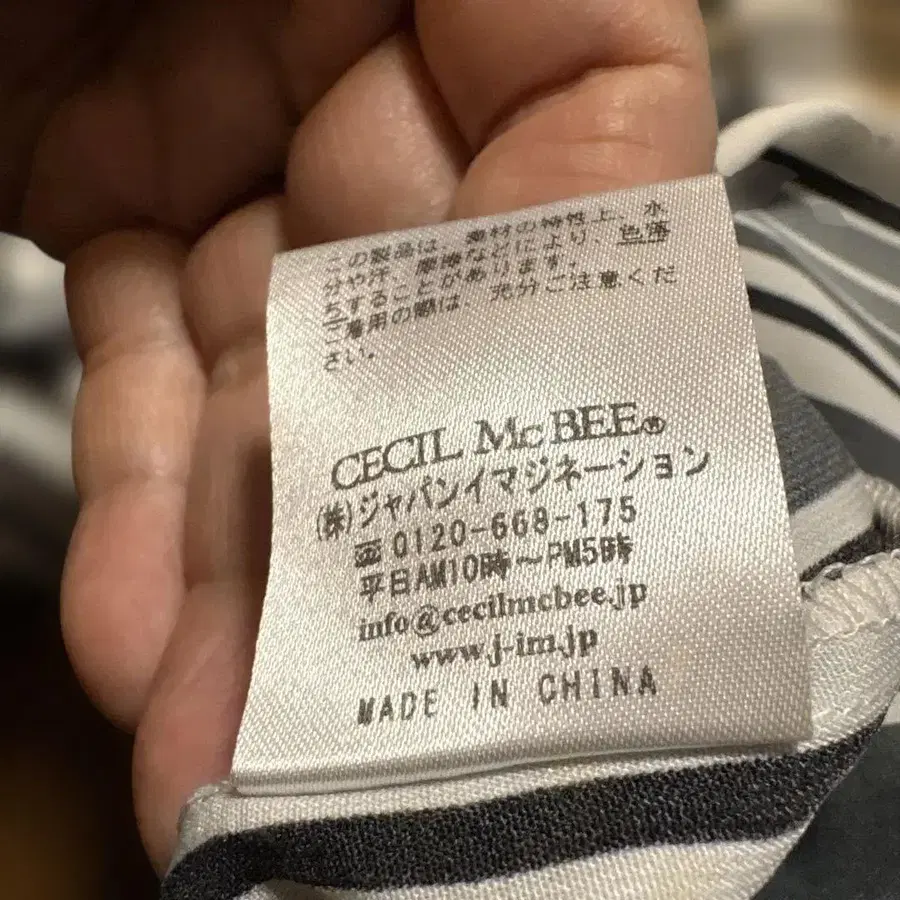 この製品は、素材の特性上、水
分や汗、摩擦などにより、色落
ちすることがあります。
ご着用の際は、充分ご注意くだ
さい。
CECIL McBEE®
(株)ジャパンイマジネーション
0120-669-175
平日AM10時～PM5時
info@cecilmcbee.jp
www.j-im.jp
MADE IN CHINA